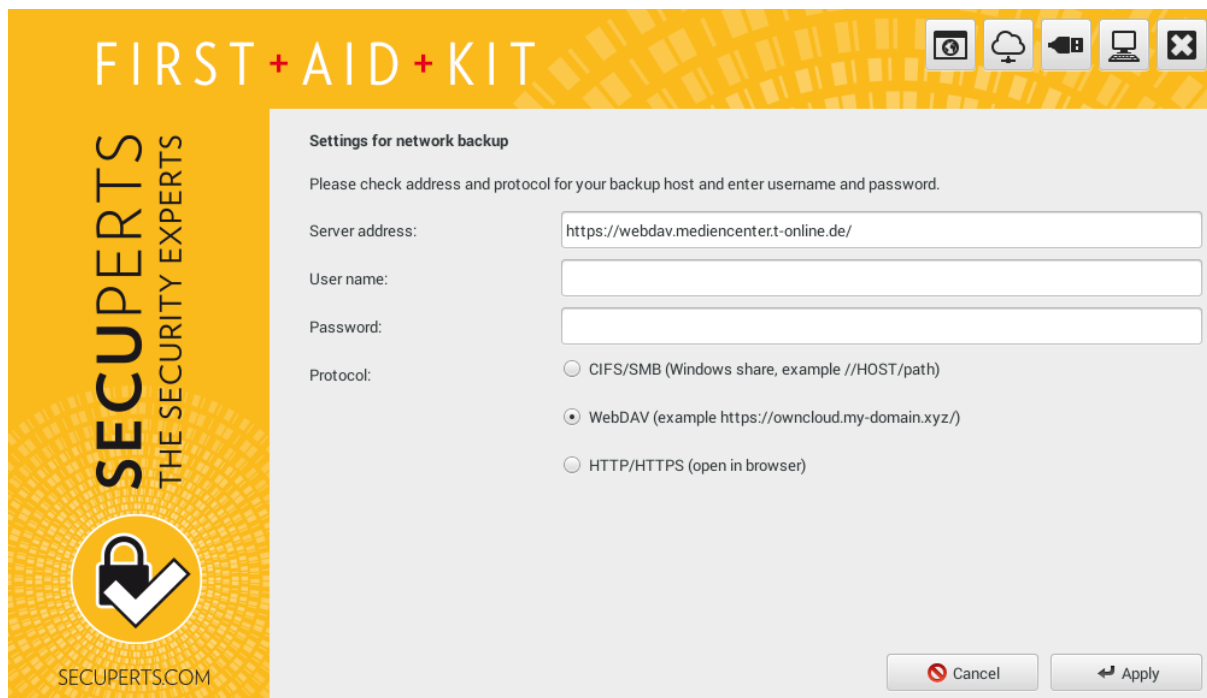 FIRST+AID+KIT
SECUPERTS
THE SECURITY EXPERTS
SECUPERTS.COM
Settings for network backup
Please check address and protocol for your backup host and enter username and password.
Server address:
https://webdav.mediencenter.t-online.de/
User name:
Password:
Protocol:
CIFS/SMB (Windows share, example //HOST/path)
WebDAV (example https://owncloud.my-domain.xyz/)
HTTP/HTTPS (open in browser)
Cancel
Apply